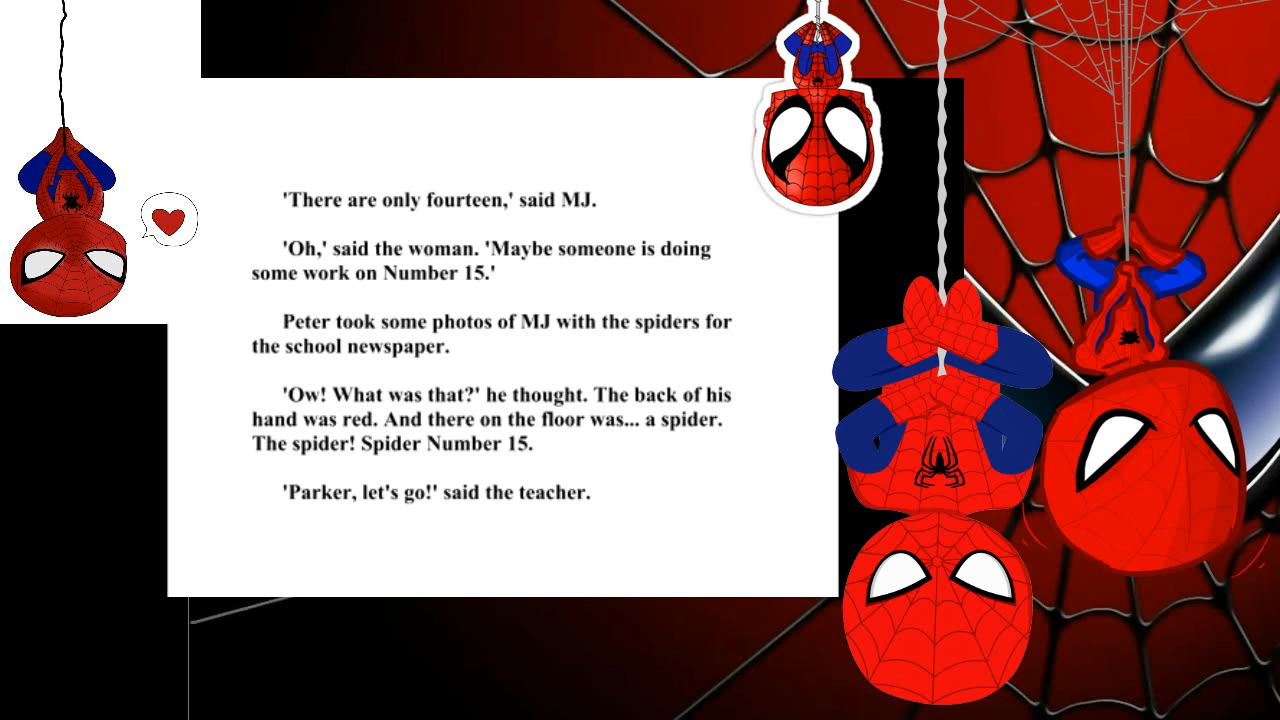 'There are only fourteen,' said MJ.
'Oh,' said the woman. 'Maybe someone is doing
some work on Number 15.'
Peter took some photos of MJ with the spiders for
the school newspaper.
'Ow! What was that?' he thought. The back of his
hand was red. And there on the floor was... a spider.
The spider! Spider Number 15.
'Parker, let's go!' said the teacher.